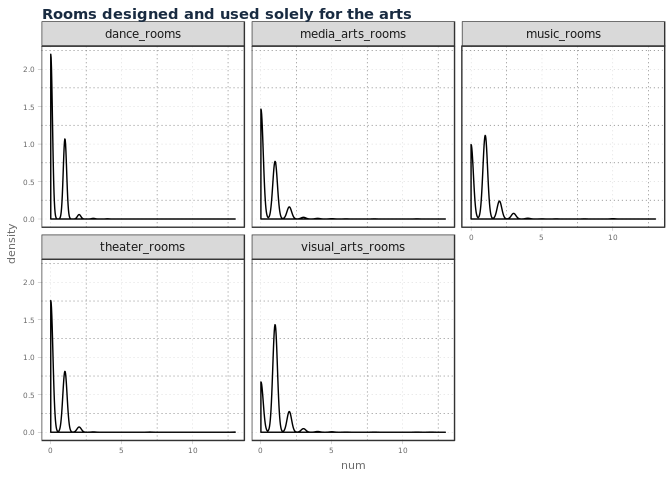 Rooms designed and used solely for the arts
dance_rooms
media_arts_rooms
music_rooms
2.0
1.5
1.0
0.5
0.0
0
5
10
theater_rooms
visual_arts_rooms
2.0
1.5
1.0
0.5
0.0
0
5
10
0
5
10
density
num